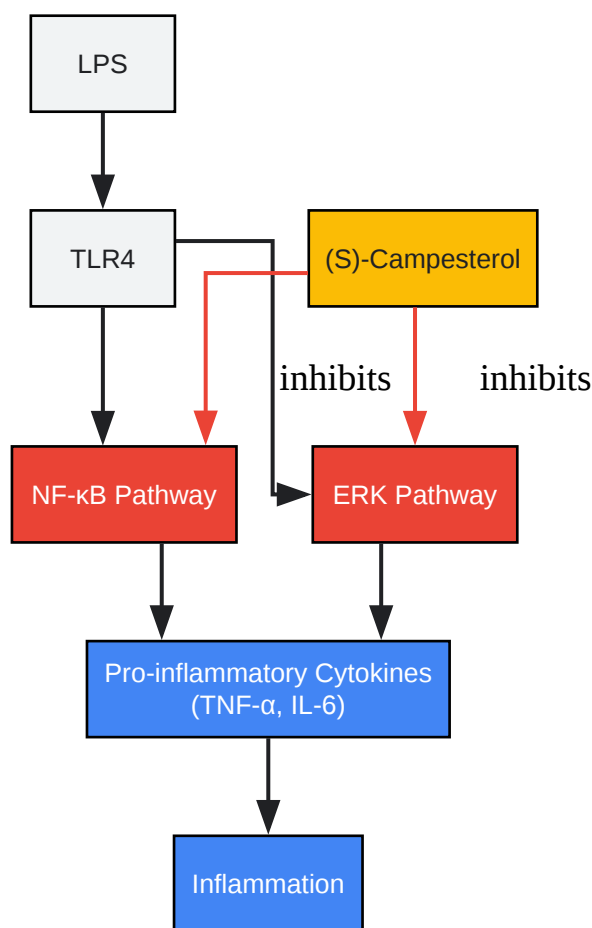 LPS
TLR4
(S)-Campesterol
inhibits
inhibits
NF-κB Pathway
ERK Pathway
Pro-inflammatory Cytokines
(TNF-α, IL-6)
Inflammation